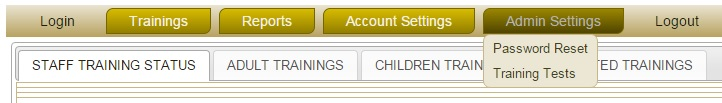 Login Trainings Reports Account Settings Admin Settings Logout
Password Reset
Training Tests
STAFF TRAINING STATUS ADULT TRAININGS CHILDREN TRAIN TED TRAININGS